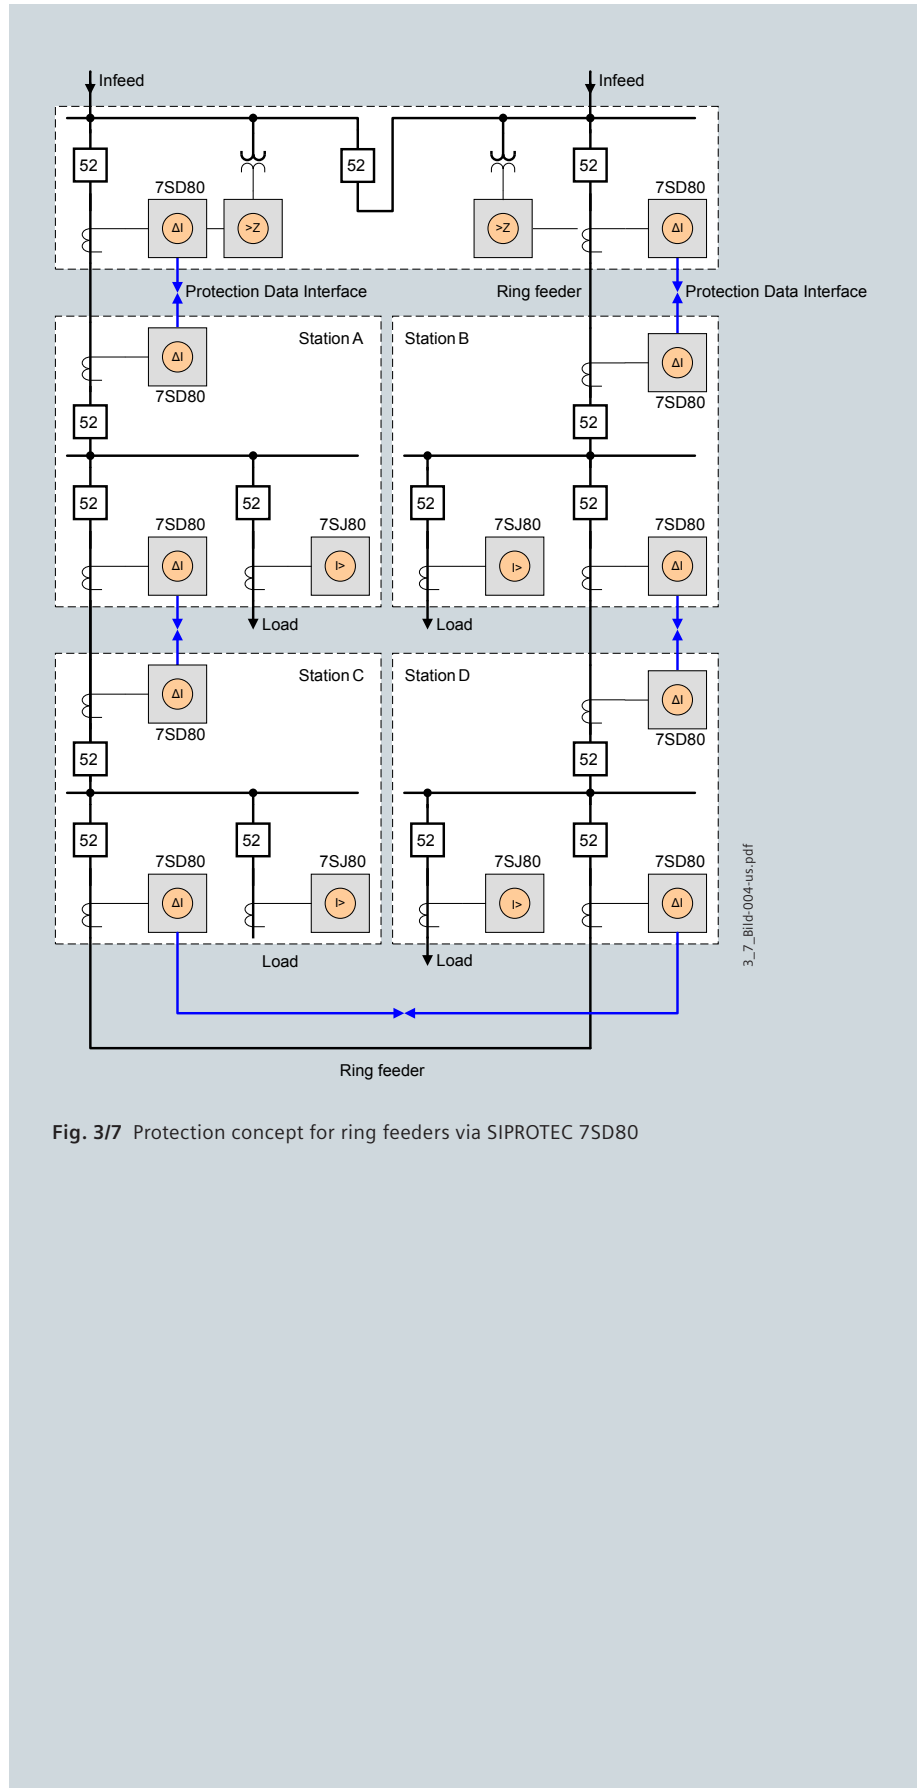 Infeed
Infeed
52
52
52
7SD80
7SD80
ΔI
>Z
>Z
ΔI
Protection Data Interface
Ring feeder
Protection Data Interface
Station A
Station B
ΔI
ΔI
7SD80
7SD80
52
52
52
52
52
52
7SD80
7SJ80
7SJ80
7SD80
ΔI
I>
I>
ΔI
Load
Load
Station C
Station D
ΔI
ΔI
7SD80
7SD80
52
52
52
52
52
52
7SD80
7SJ80
7SJ80
7SD80
ΔI
I>
I>
ΔI
Load
Load
3_7_Bild-004-us.pdf
Ring feeder
Fig. 3/7 Protection concept for ring feeders via SIPROTEC 7SD80